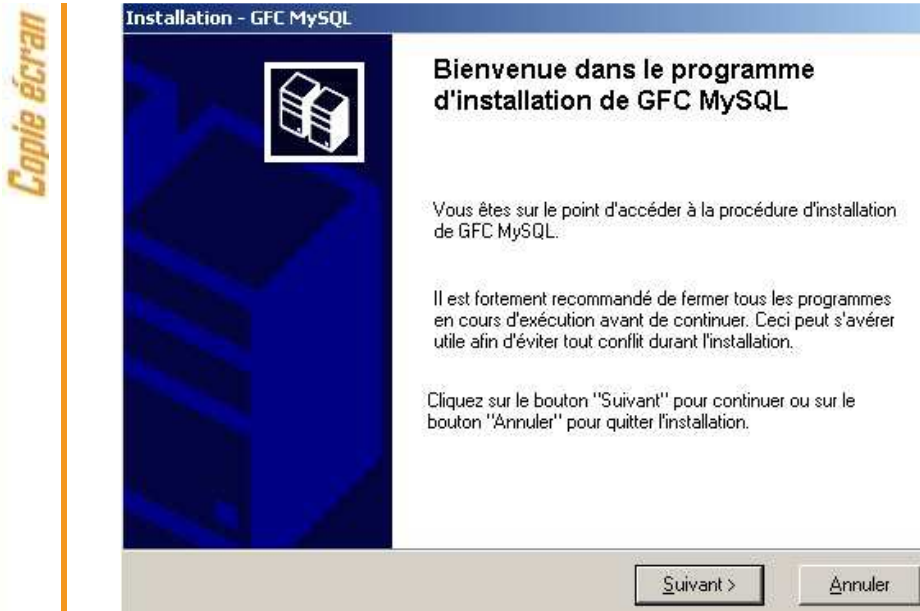 Copie écran
Installation - GFC MySQL
Bienvenue dans le programme
d'installation de GFC MySQL
Vous êtes sur le point d'accéder à la procédure d'installation
de GFC MySQL.
Il est fortement recommandé de fermer tous les programmes
en cours d'exécution avant de continuer. Ceci peut s'avérer
utile afin d'éviter tout conflit durant l'installation.
Cliquez sur le bouton "Suivant" pour continuer ou sur le
bouton "Annuler" pour quitter l'installation.
Suivant >
Annuler